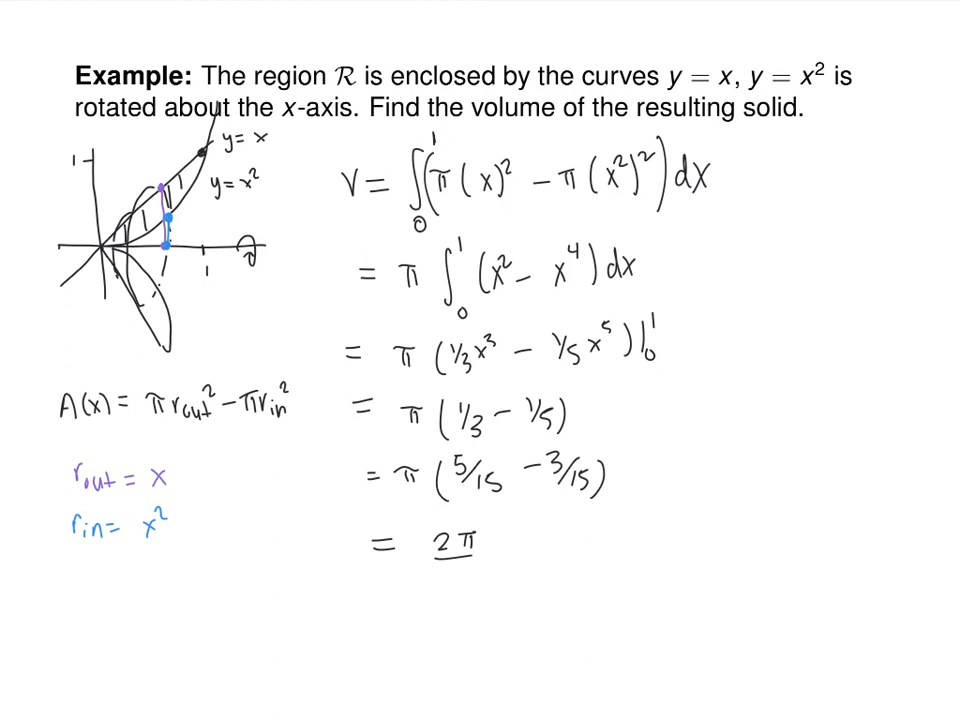 Example: The region R is enclosed by the curves y = x, y = x² is
rotated about the x-axis. Find the volume of the resulting solid.
y = x
1
y = x²
1
A(x) = π r_out² - π r_in²
r_out = x
r_in = x²
V = ∫₀¹ (π(x)² - π(x²)²) dx
= π ∫₀¹ (x² - x⁴) dx
= π (1/3 x³ - 1/5 x⁵) |₀¹
= π (1/3 - 1/5)
= π (5/15 - 3/15)
= 2π